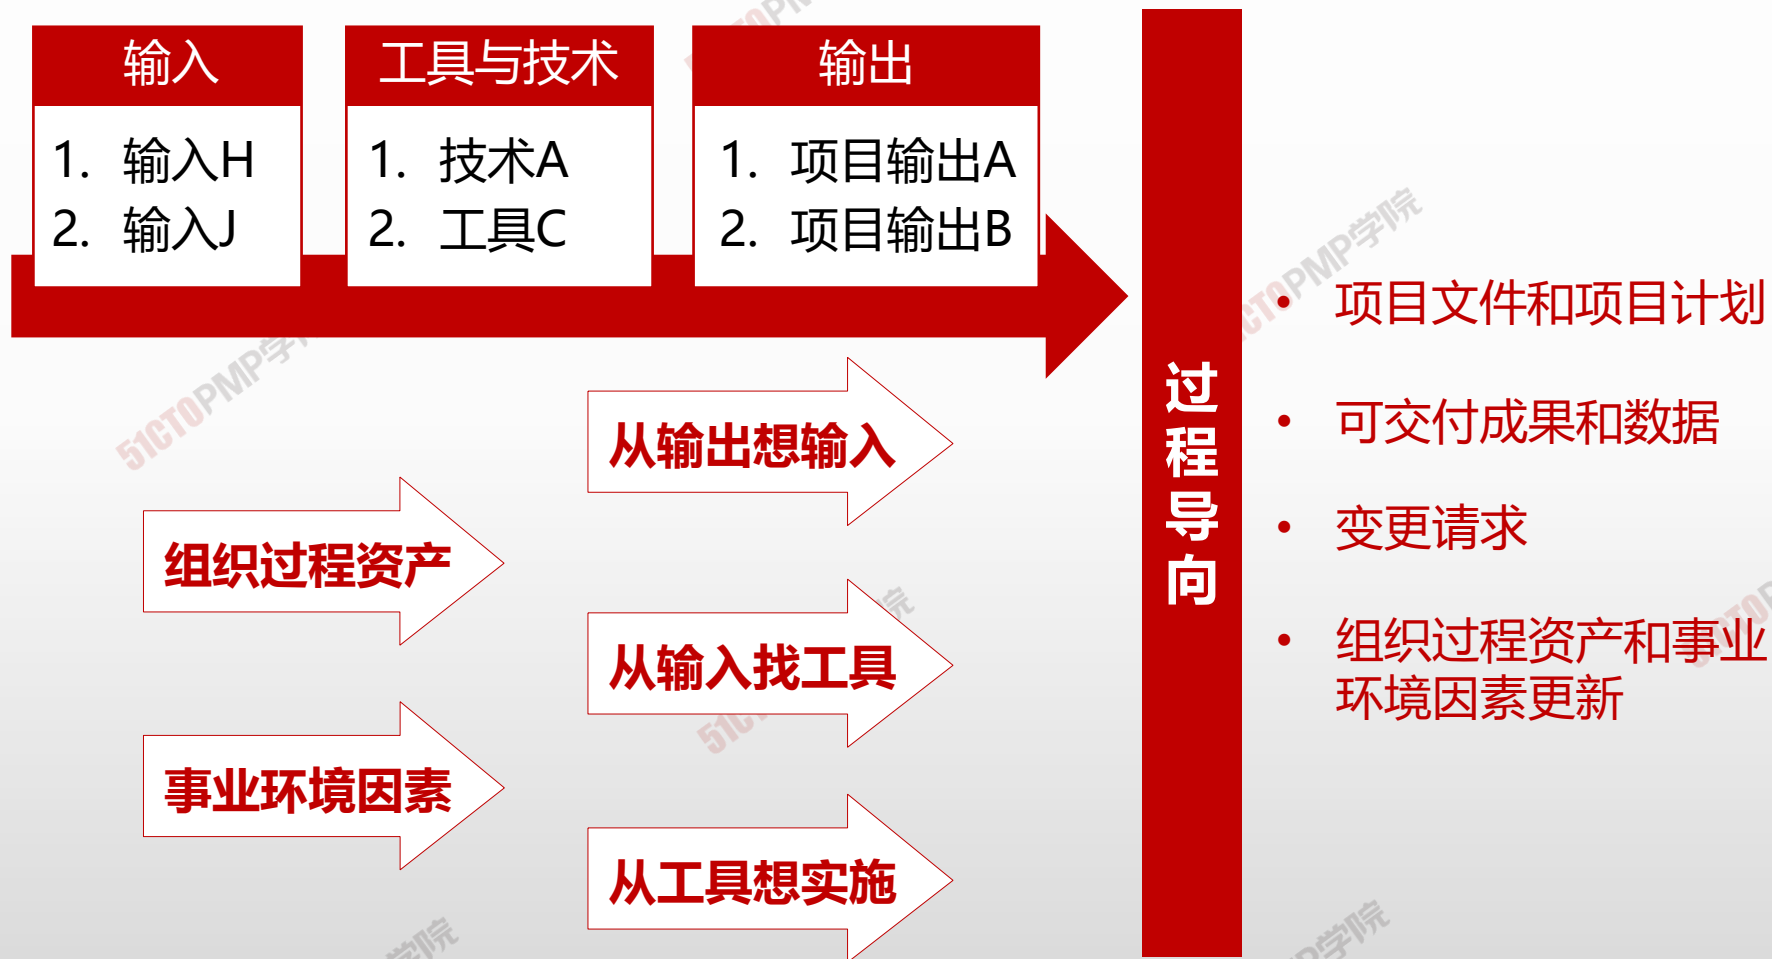 输入
1. 输入H
2. 输入J
工具与技术
1. 技术A
2. 工具C
输出
1. 项目输出A
2. 项目输出B
从输出想输入
组织过程资产
从输入找工具
事业环境因素
从工具想实施
过程导向
• 项目文件和项目计划
• 可交付成果和数据
• 变更请求
• 组织过程资产和事业
环境因素更新
51CTOPMP学院